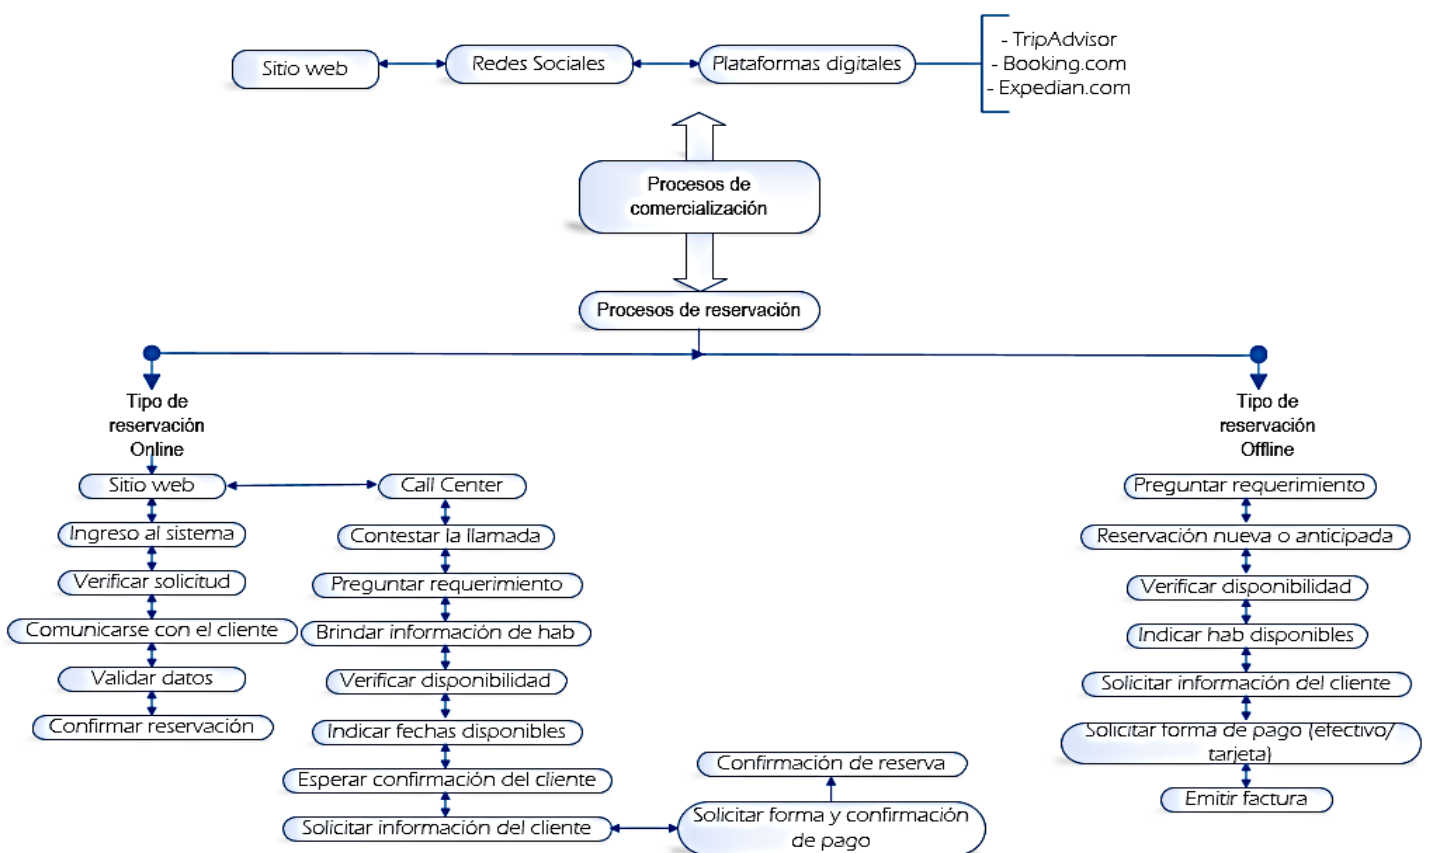 Sitio web
Redes Sociales
Plataformas digitales
- TripAdvisor
- Booking.com
- Expedian.com
Procesos de
comercialización
Procesos de reservación
Tipo de
reservación
Online
Sitio web
Ingreso al sistema
Verificar solicitud
Comunicarse con el cliente
Validar datos
Confirmar reservación
Call Center
Contestar la llamada
Preguntar requerimiento
Brindar información de hab
Verificar disponibilidad
Indicar fechas disponibles
Esperar confirmación del cliente
Solicitar información del cliente
Solicitar forma y confirmación
de pago
Confirmación de reserva
Tipo de
reservación
Offline
Preguntar requerimiento
Reservación nueva o anticipada
Verificar disponibilidad
Indicar hab disponibles
Solicitar información del cliente
Solicitar forma de pago (efectivo/
tarjeta)
Emitir factura